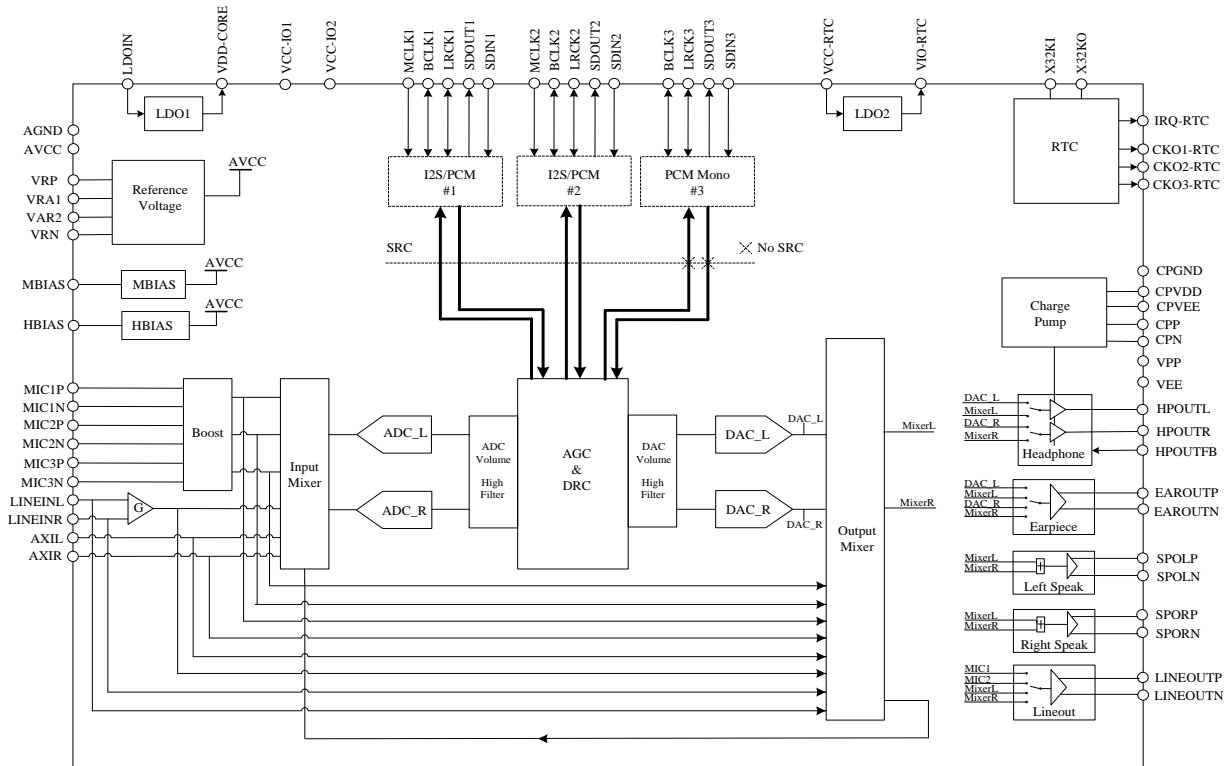 LDOIN
VDD-CORE
VCC-IO1
VCC-IO2
MCLK1
BCLK1
LRCK1
SDOUT1
SDIN1
MCLK2
BCLK2
LRCK2
SDOUT2
SDIN2
BCLK3
LRCK3
SDOUT3
SDIN3
VCC-RTC
VIO-RTC
X32KI
X32KO
LDO1
LDO2
AGND
AVCC
VRP
VRA1
VAR2
VRN
Reference
Voltage
AVCC
I2S/PCM
#1
I2S/PCM
#2
PCM Mono
#3
RTC
IRQ-RTC
CKO1-RTC
CKO2-RTC
CKO3-RTC
SRC
No SRC
MBIAS
MBIAS
AVCC
HBIAS
HBIAS
AVCC
CPGND
CPVDD
CPVEE
CPP
CPN
VPP
VEE
Charge
Pump
MIC1P
MIC1N
MIC2P
MIC2N
MIC3P
MIC3N
LINEINL
LINEINR
AXIL
AXIR
Boost
G
Input
Mixer
ADC_L
ADC_R
ADC
Volume
High
Filter
AGC
&
DRC
DAC
Volume
High
Filter
DAC_L
DAC_R
DAC_L
DAC_R
Output
Mixer
MixerL
MixerR
DAC_L
MixerL
DAC_R
MixerR
Headphone
HPOUTL
HPOUTR
HPOUTFB
DAC_L
MixerL
DAC_R
MixerR
Earpiece
EAROUTP
EAROUTN
MixerL
MixerR
+
Left Speak
SPOLP
SPOLN
MixerL
MixerR
+
Right Speak
SPORP
SPORN
MIC1
MIC2
MixerL
MixerR
Lineout
LINEOUTP
LINEOUTN